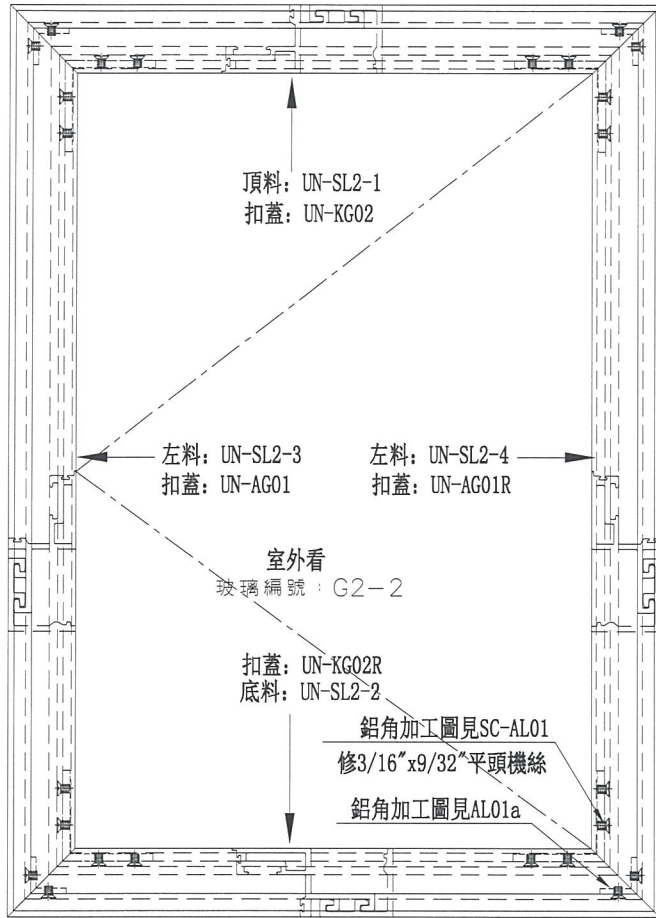 頂料: UN-SL2-1
扣蓋: UN-KG02
左料: UN-SL2-3
扣蓋: UN-AG01
左料: UN-SL2-4
扣蓋: UN-AG01R
室外看
玻璃編號：G2-2
扣蓋: UN-KG02R
底料: UN-SL2-2
鋁角加工圖見SC-AL01
修3/16"x9/32"平頭機絲
鋁角加工圖見AL01a